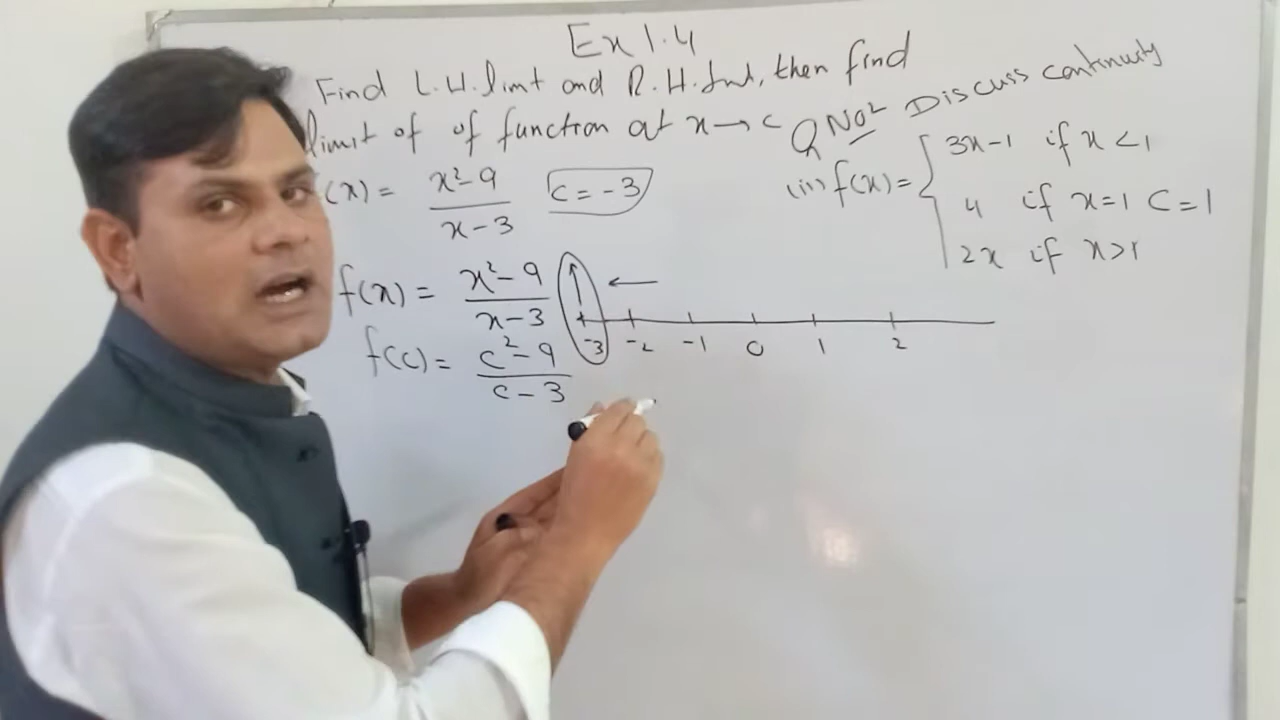 Ex 1.4
Find L.H.limt and R.H.Lmt, then find
limit of of function at x→c
(x) = x²-9 / x-3 c = -3
f(x) = x²-9 / x-3
f(c) = c²-9 / c-3
-3 -2 -1 0 1 2
QNo2 Discuss continuity
(ii) f(x) = { 3x-1 if x<1
4 if x=1 C=1
2x if x>1